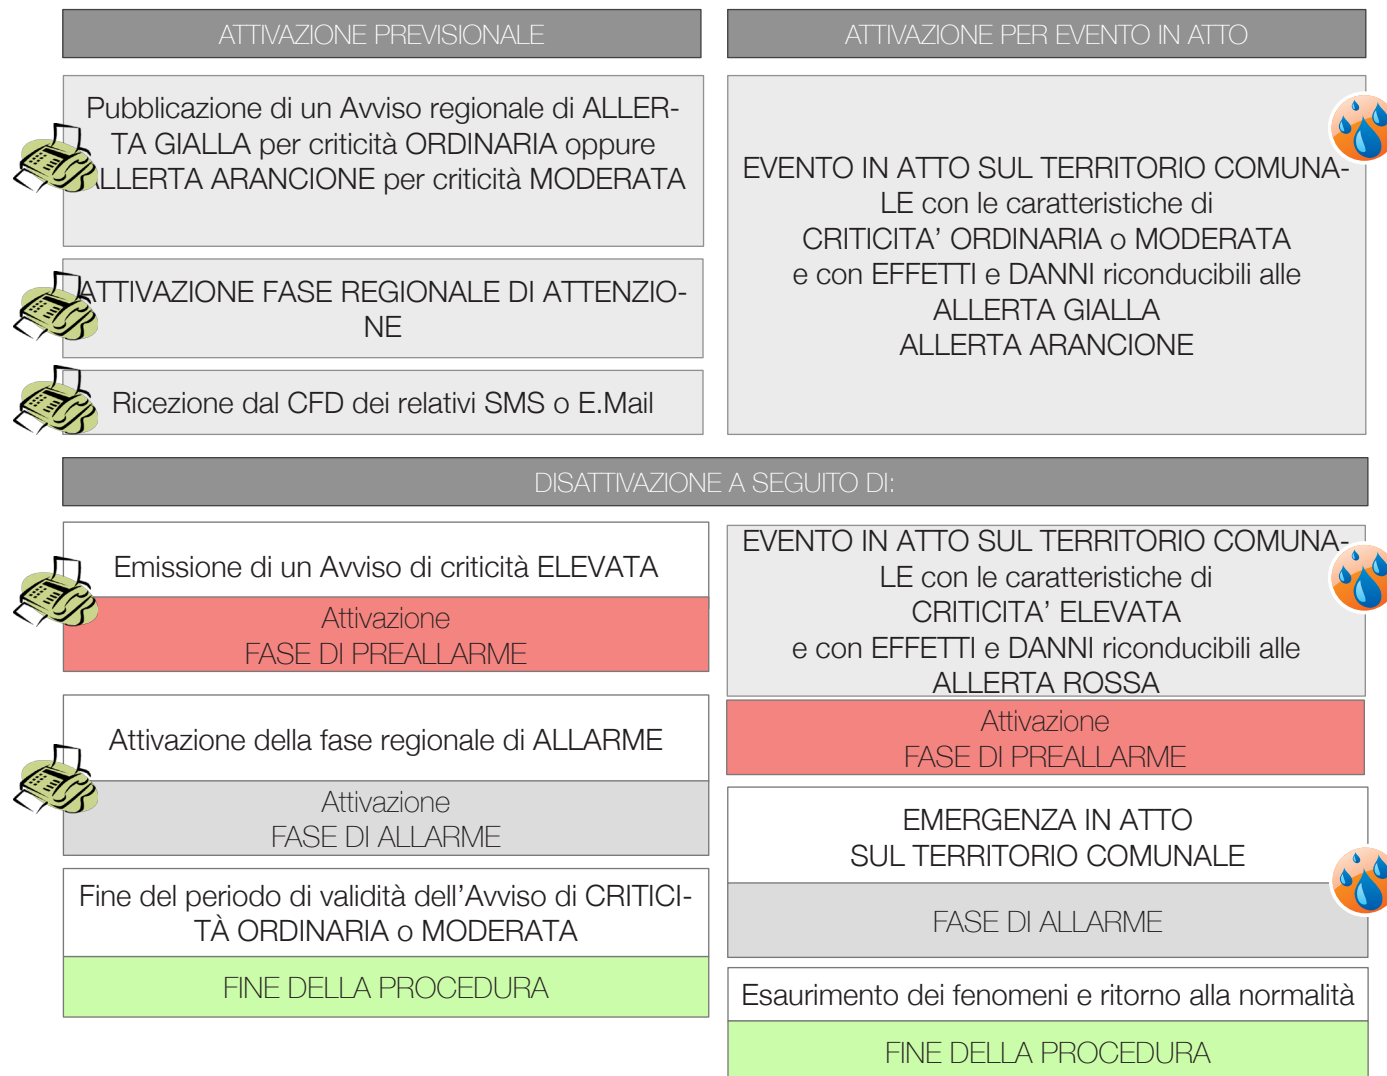 ATTIVAZIONE PREVISIONALE
Pubblicazione di un Avviso regionale di ALLER-
TA GIALLA per criticità ORDINARIA oppure
ALLERTA ARANCIONE per criticità MODERATA
ATTIVAZIONE FASE REGIONALE DI ATTENZIO-
NE
Ricezione dal CFD dei relativi SMS o E.Mail
ATTIVAZIONE PER EVENTO IN ATTO
EVENTO IN ATTO SUL TERRITORIO COMUNA-
LE con le caratteristiche di
CRITICITA' ORDINARIA o MODERATA
e con EFFETTI e DANNI riconducibili alle
ALLERTA GIALLA
ALLERTA ARANCIONE
DISATTIVAZIONE A SEGUITO DI:
Emissione di un Avviso di criticità ELEVATA
Attivazione
FASE DI PREALLARME
Attivazione della fase regionale di ALLARME
Attivazione
FASE DI ALLARME
Fine del periodo di validità dell'Avviso di CRITICI-
TÀ ORDINARIA o MODERATA
FINE DELLA PROCEDURA
EVENTO IN ATTO SUL TERRITORIO COMUNA-
LE con le caratteristiche di
CRITICITA' ELEVATA
e con EFFETTI e DANNI riconducibili alle
ALLERTA ROSSA
Attivazione
FASE DI PREALLARME
EMERGENZA IN ATTO
SUL TERRITORIO COMUNALE
FASE DI ALLARME
Esaurimento dei fenomeni e ritorno alla normalità
FINE DELLA PROCEDURA